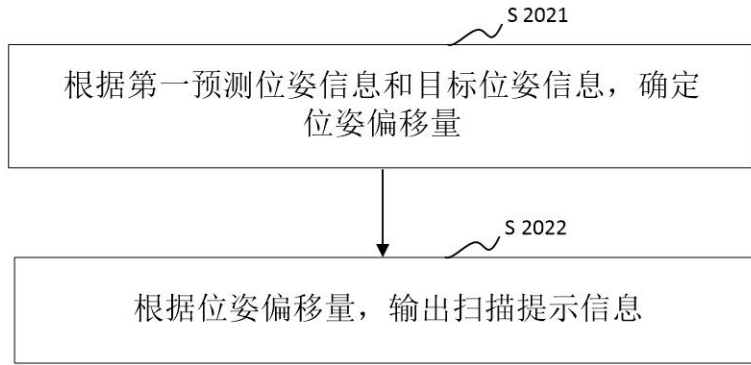 S 2021
根据第一预测位姿信息和目标位姿信息，确定
位姿偏移量
S 2022
根据位姿偏移量，输出扫描提示信息